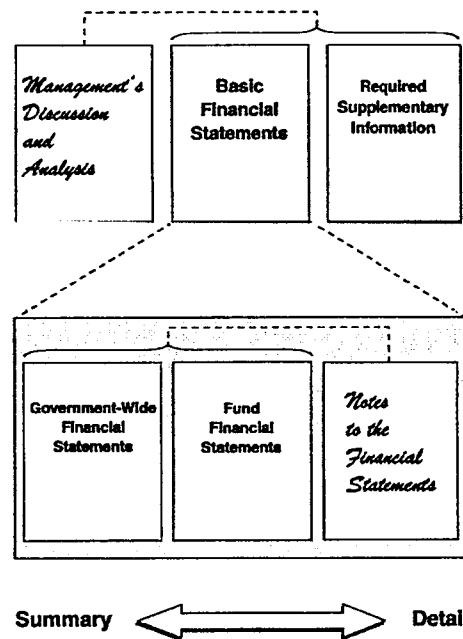 Management's
Discussion
and
Analysis
Basic
Financial
Statements
Required
Supplementary
Information
Government-Wide
Financial
Statements
Fund
Financial
Statements
Notes
to the
Financial
Statements
Summary
Detai